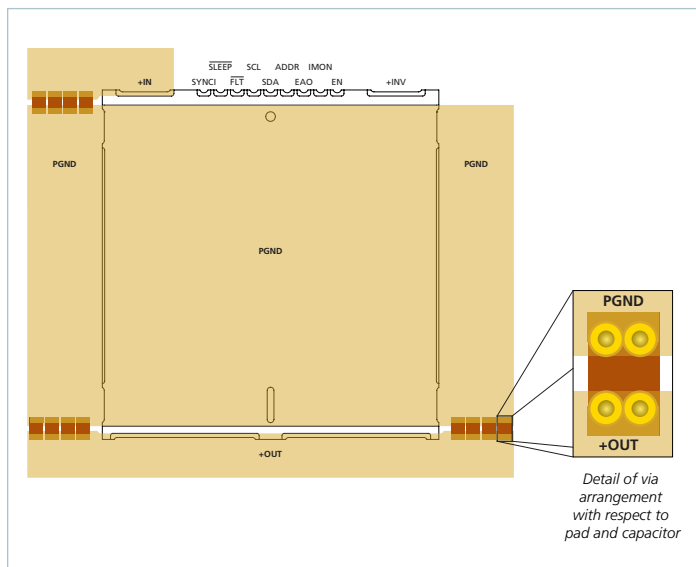 SLEEP SCL ADDR IMON
+IN SYNCI FLT SDA EAO EN +INV
PGND PGND
PGND
+OUT
PGND
+OUT
Detail of via
arrangement
with respect to
pad and capacitor